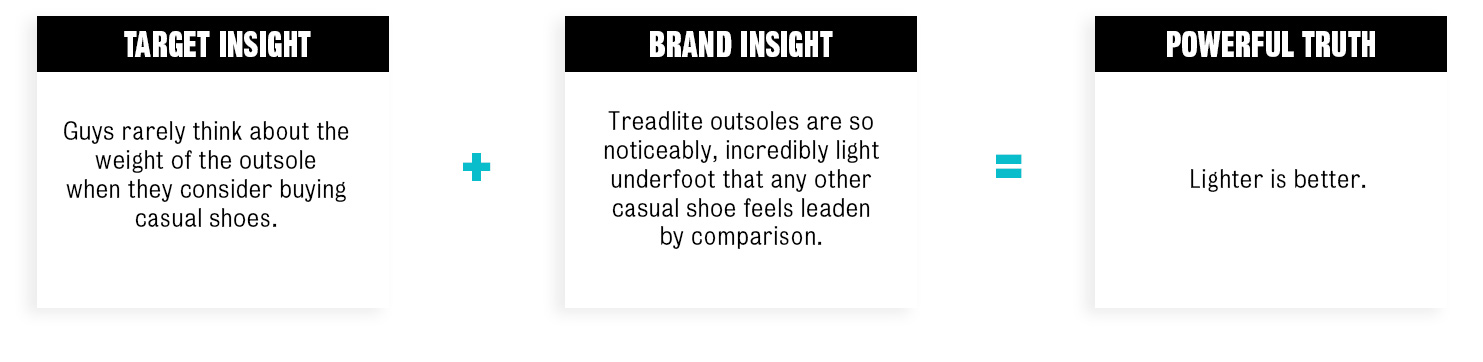 TARGET INSIGHT
Guys rarely think about the
weight of the outsole
when they consider buying
casual shoes.
+
BRAND INSIGHT
Treadlite outsoles are so
noticeably, incredibly light
underfoot that any other
casual shoe feels leaden
by comparison.
=
POWERFUL TRUTH
Lighter is better.